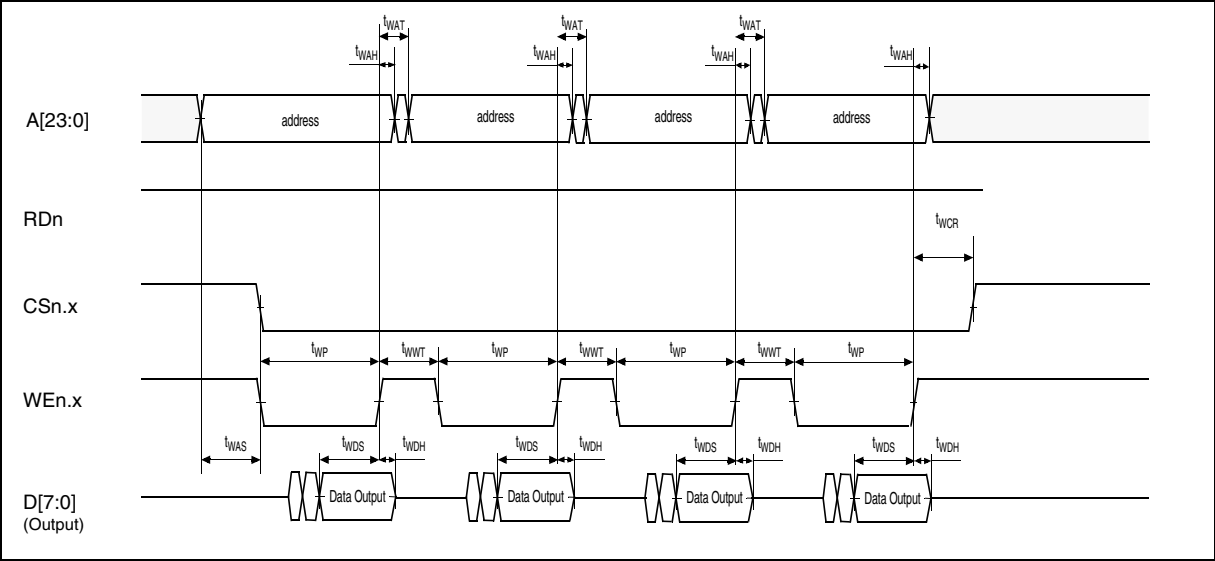 tWAT tWAT tWAT
tWAH tWAH tWAH tWAH
A[23:0] address address address address
RDn
tWCR
CSn.x
tWP tWWT tWP tWWT tWP tWWT tWP
WEn.x
tWAS tWDS tWDH tWDS tWDH tWDS tWDH tWDS tWDH
D[7:0] Data Output Data Output Data Output Data Output
(Output)